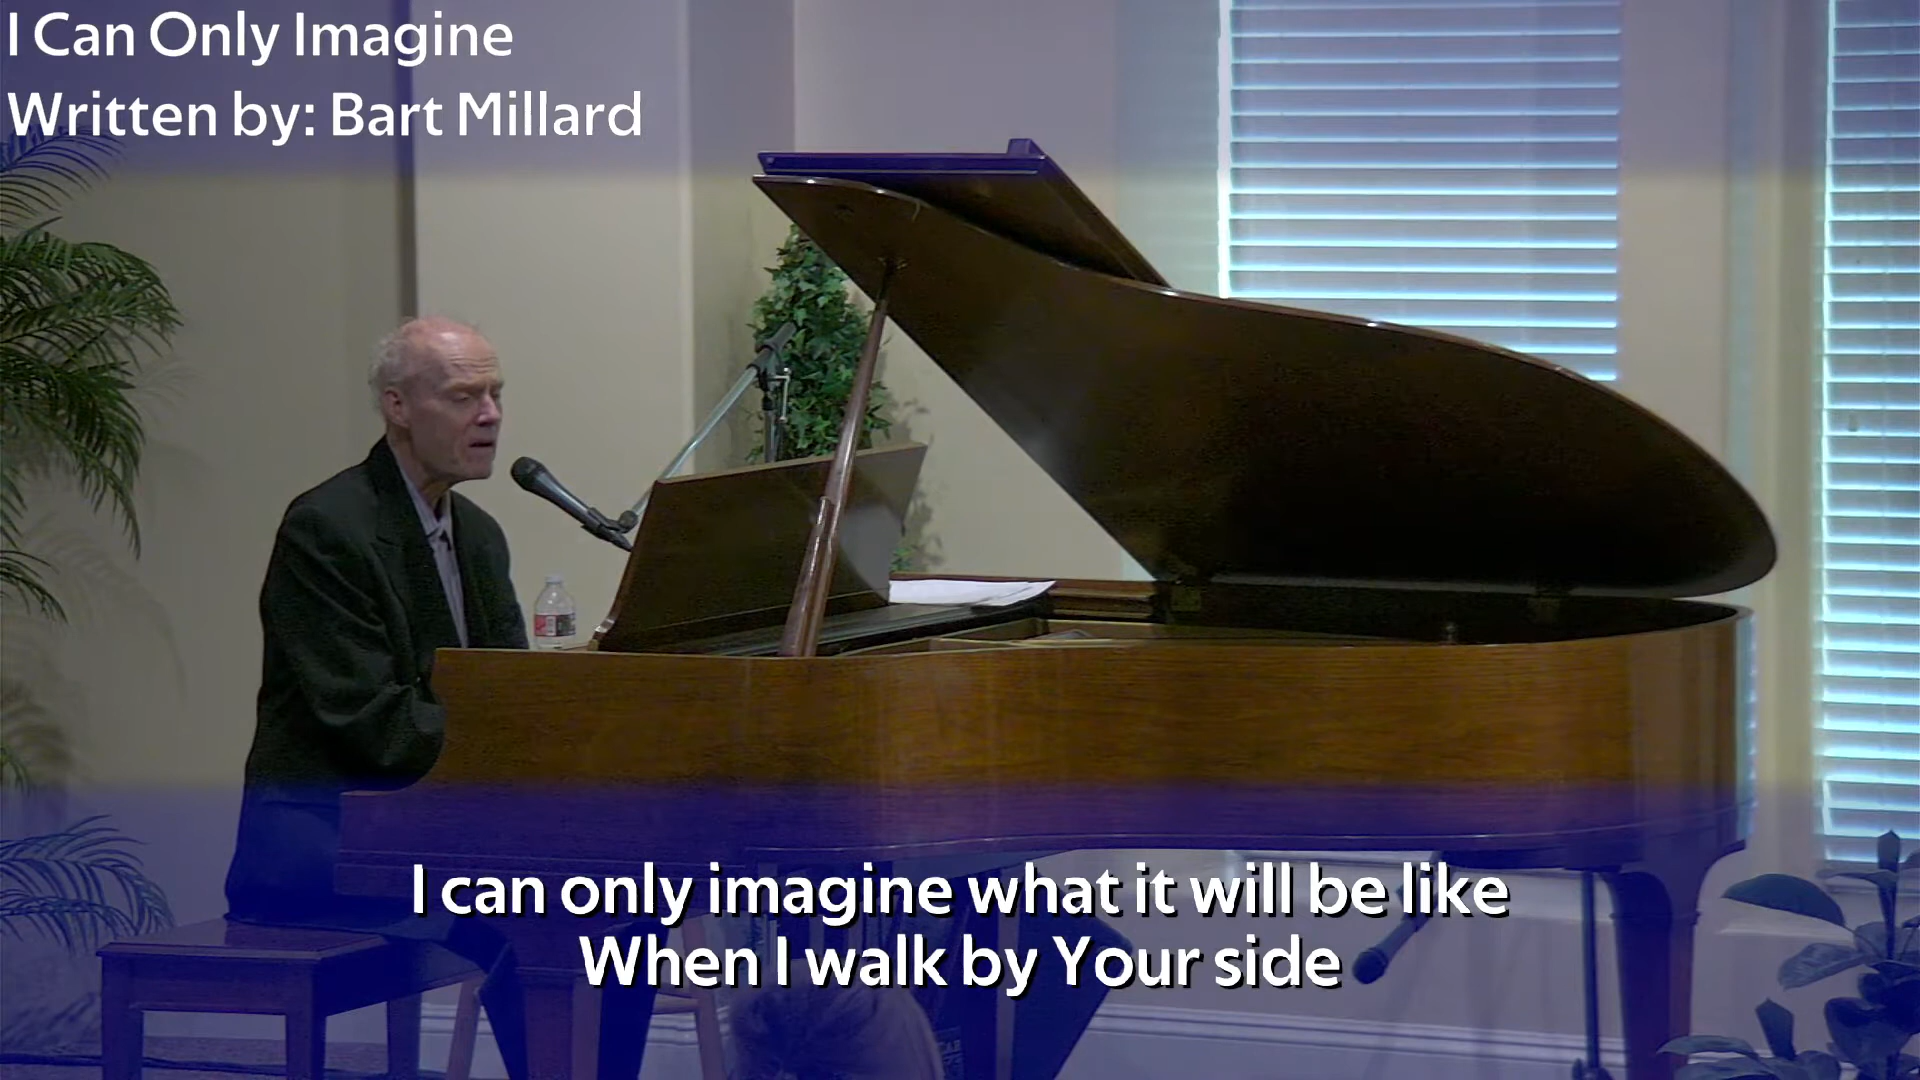 I Can Only Imagine
Written by: Bart Millard
I can only imagine what it will be like
When I walk by Your side